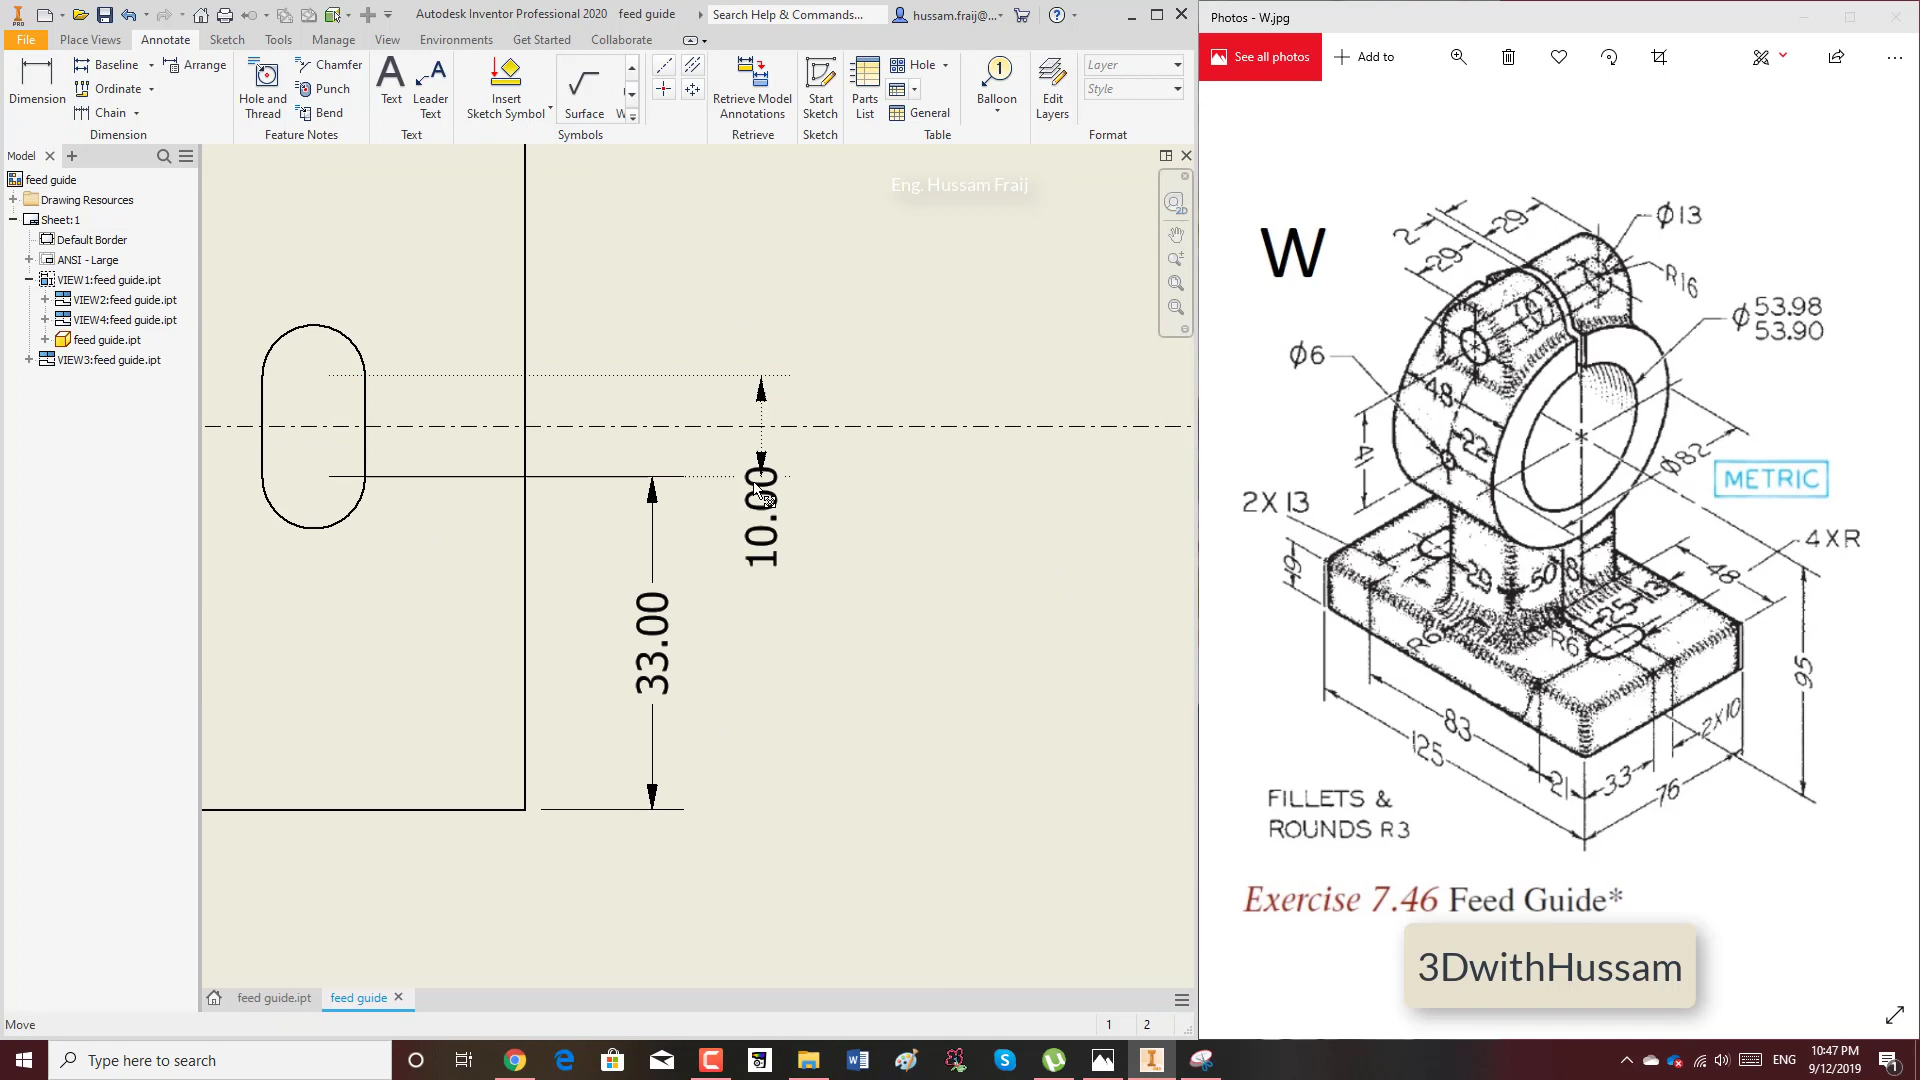 Autodesk Inventor Professional 2020 feed guide
Search Help & Commands...
hussam.fraij@...
File
Place Views
Annotate
Sketch
Tools
Manage
View
Environments
Get Started
Collaborate
Dimension
Baseline
Ordinate
Chain
Arrange
Dimension
Hole and
Thread
Chamfer
Punch
Bend
Feature Notes
Text
Leader
Text
Text
Insert
Sketch Symbol
Surface
Symbols
Retrieve Model
Annotations
Retrieve
Start
Sketch
Sketch
Parts
List
Hole
General
Table
Balloon
Edit
Layers
Layer
Style
Format
Model
feed guide
Drawing Resources
Sheet:1
Default Border
ANSI - Large
VIEW1:feed guide.ipt
VIEW2:feed guide.ipt
VIEW4:feed guide.ipt
feed guide.ipt
VIEW3:feed guide.ipt
Eng. Hussam Fraij
10.00
33.00
feed guide.ipt
feed guide
Move
1
2
Photos - W.jpg
See all photos
Add to
W
2
29
29
Ø13
R16
Ø 53.98
53.90
Ø6
48
22
41
Ø82
METRIC
2X 13
4 X R
19
29
50
8
48
25
13
R6
R6
95
83
125
21
33
76
2X10
FILLETS &
ROUNDS R3
Exercise 7.46 Feed Guide*
3DwithHussam
Type here to search
ENG
10:47 PM
9/12/2019
1